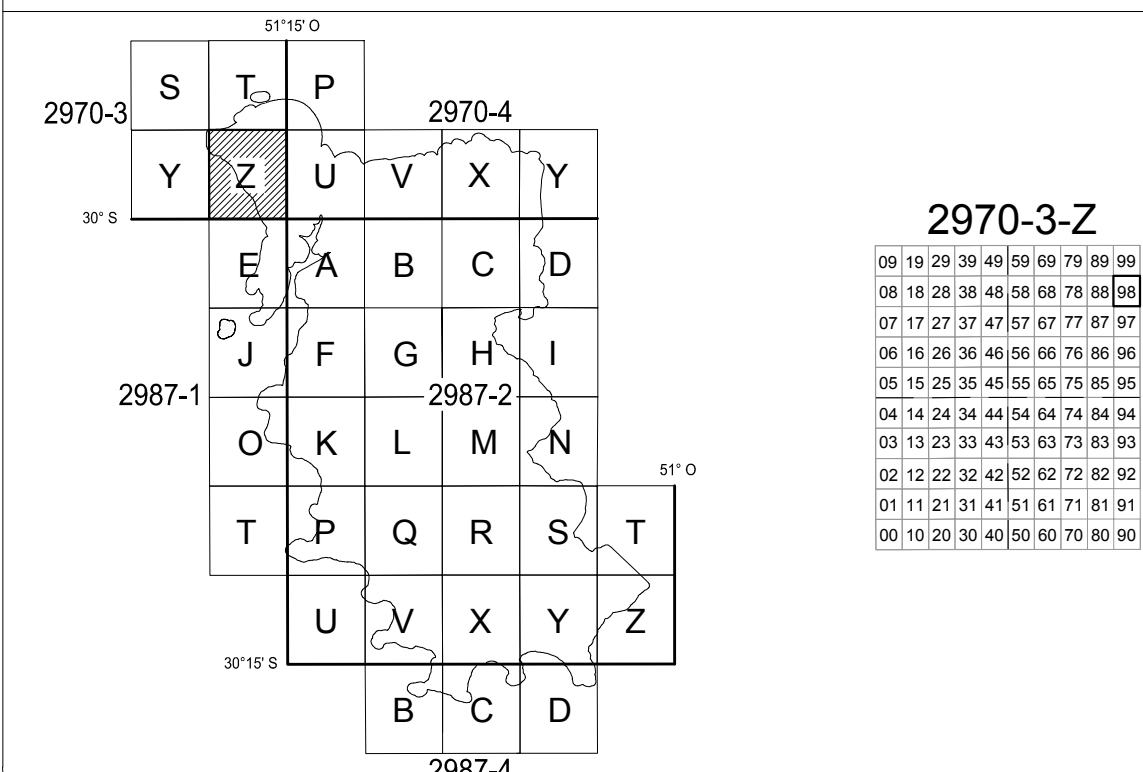 51°15' O
S T P
2970-3 2970-4
Y Z U V X Y
30° S
E A B C D
J F G H I
2987-1 2987-2
O K L M N
51° O
T P Q R S T
U V X Y Z
30°15' S
B C D
2987-4
2970-3-Z
09 19 29 39 49 59 69 79 89 99
08 18 28 38 48 58 68 78 88 98
07 17 27 37 47 57 67 77 87 97
06 16 26 36 46 56 66 76 86 96
05 15 25 35 45 55 65 75 85 95
04 14 24 34 44 54 64 74 84 94
03 13 23 33 43 53 63 73 83 93
02 12 22 32 42 52 62 72 82 92
01 11 21 31 41 51 61 71 81 91
00 10 20 30 40 50 60 70 80 90